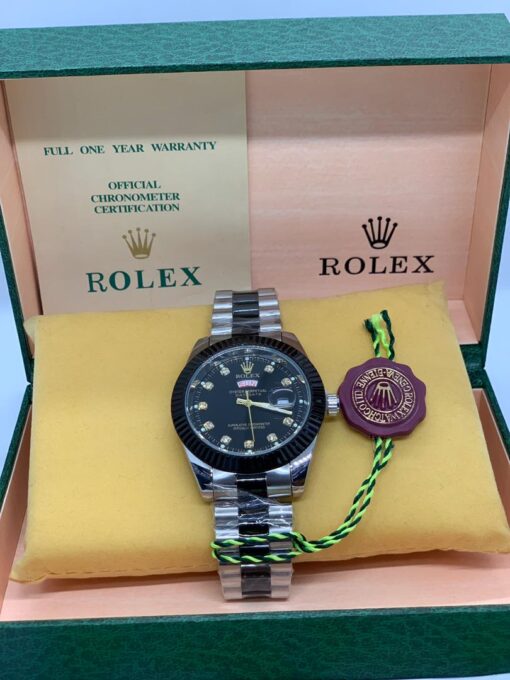 FULL ONE YEAR WARRANTY
OFFICIAL
CHRONOMETER
CERTIFICATION
ROLEX
ROLEX
ROLEX